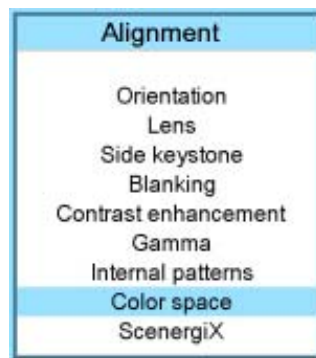 Alignment
Orientation
Lens
Side keystone
Blanking
Contrast enhancement
Gamma
Internal patterns
Color space
ScenergiX